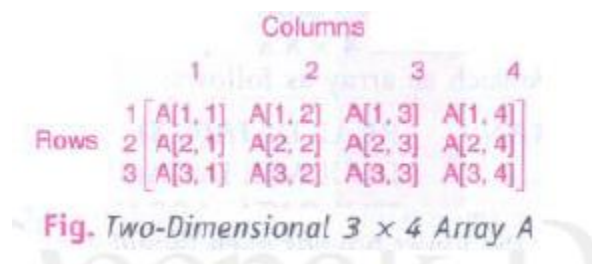 Columns
1 2 3 4
1 A[1, 1] A[1, 2] A[1, 3] A[1, 4]
Rows 2 A[2, 1] A[2, 2] A[2, 3] A[2, 4]
3 A[3, 1] A[3, 2] A[3, 3] A[3, 4]
Fig. Two-Dimensional 3 × 4 Array A